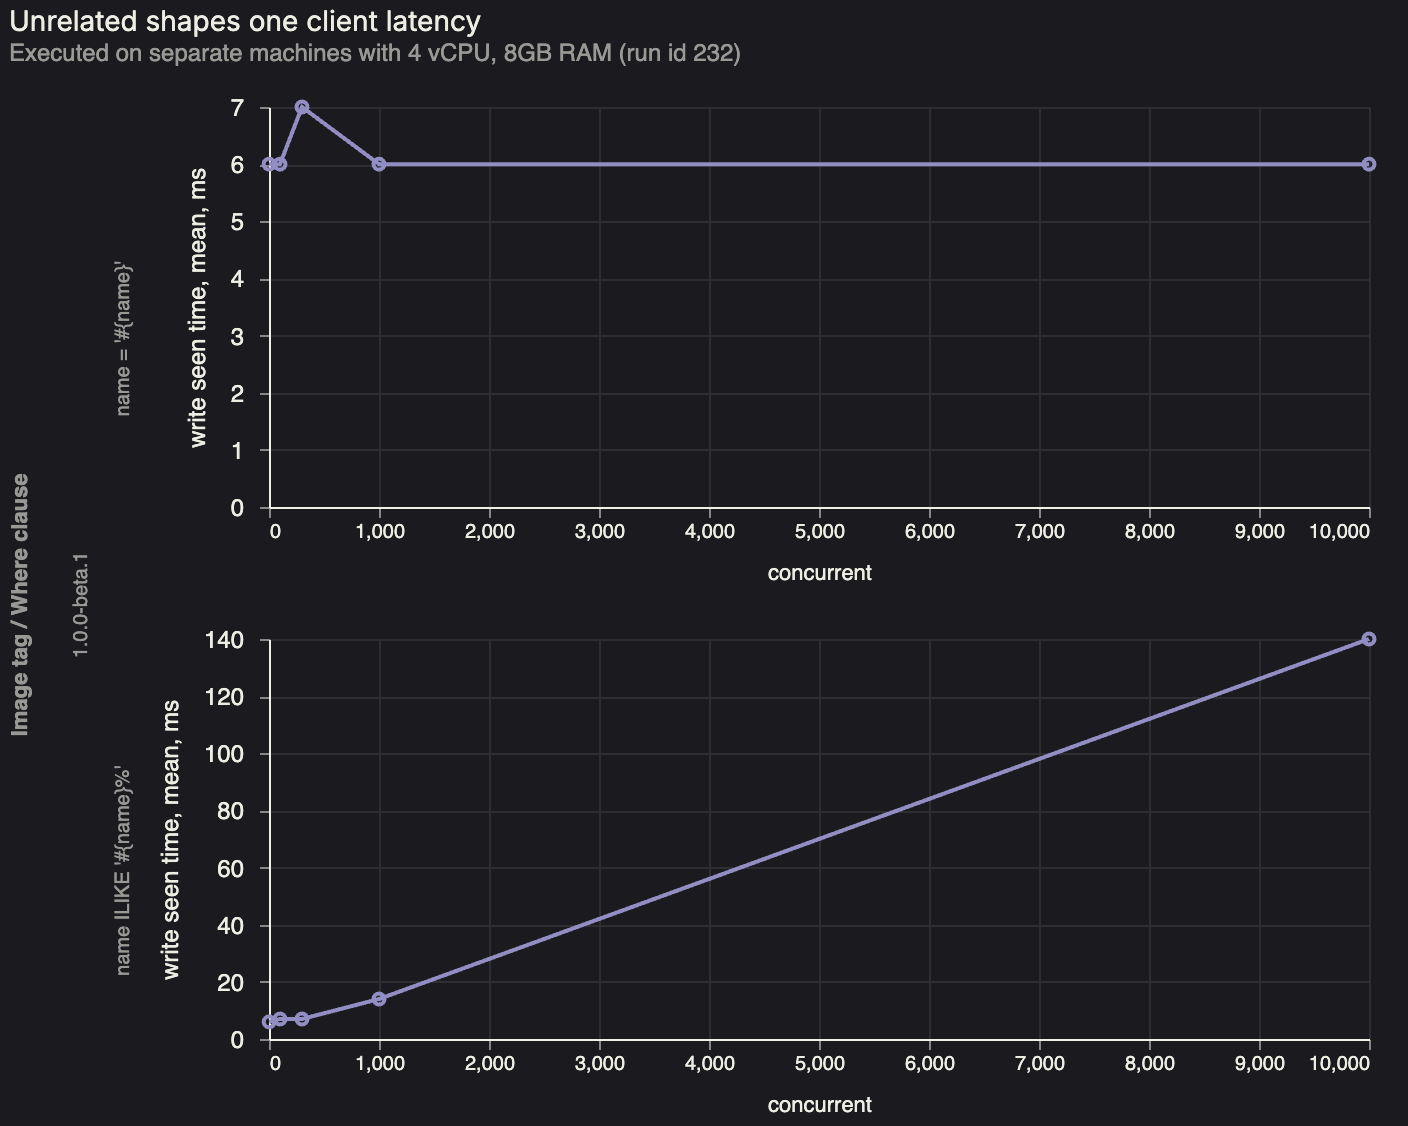 Unrelated shapes one client latency
Executed on separate machines with 4 vCPU, 8GB RAM (run id 232)
Image tag / Where clause
1.0.0-beta.1
name = '#{name}'
write seen time, mean, ms
7
6
5
4
3
2
1
0
0 1,000 2,000 3,000 4,000 5,000 6,000 7,000 8,000 9,000 10,000
concurrent
name ILIKE '#{name}%'
write seen time, mean, ms
140
120
100
80
60
40
20
0
0 1,000 2,000 3,000 4,000 5,000 6,000 7,000 8,000 9,000 10,000
concurrent